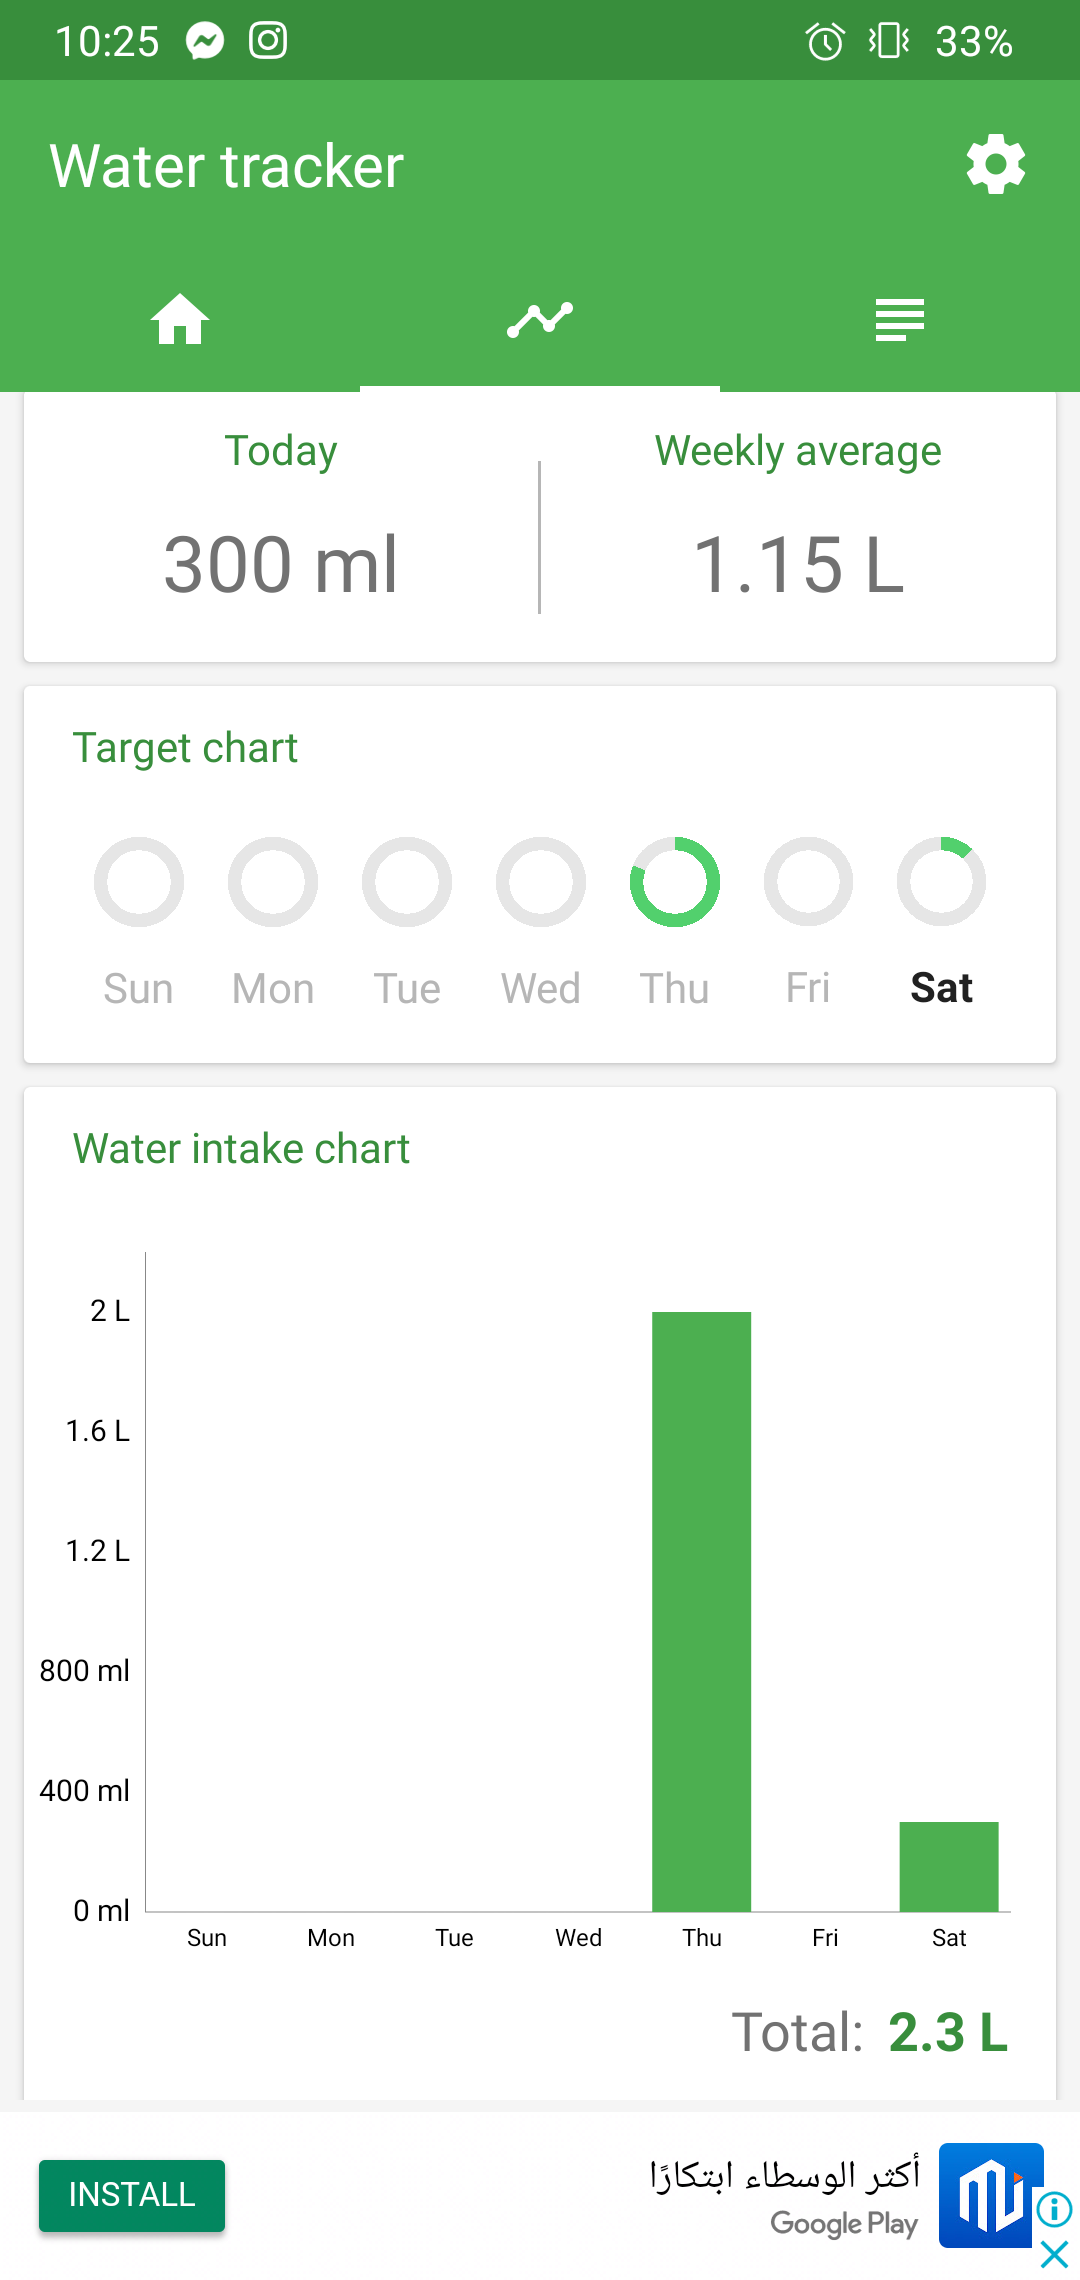 10:25 33%
Water tracker
Today Weekly average
300 ml 1.15 L
Target chart
Sun Mon Tue Wed Thu Fri Sat
Water intake chart
2 L
1.6 L
1.2 L
800 ml
400 ml
0 ml
Sun Mon Tue Wed Thu Fri Sat
Total: 2.3 L
INSTALL
أكثر الوسطاء ابتكارًا
Google Play